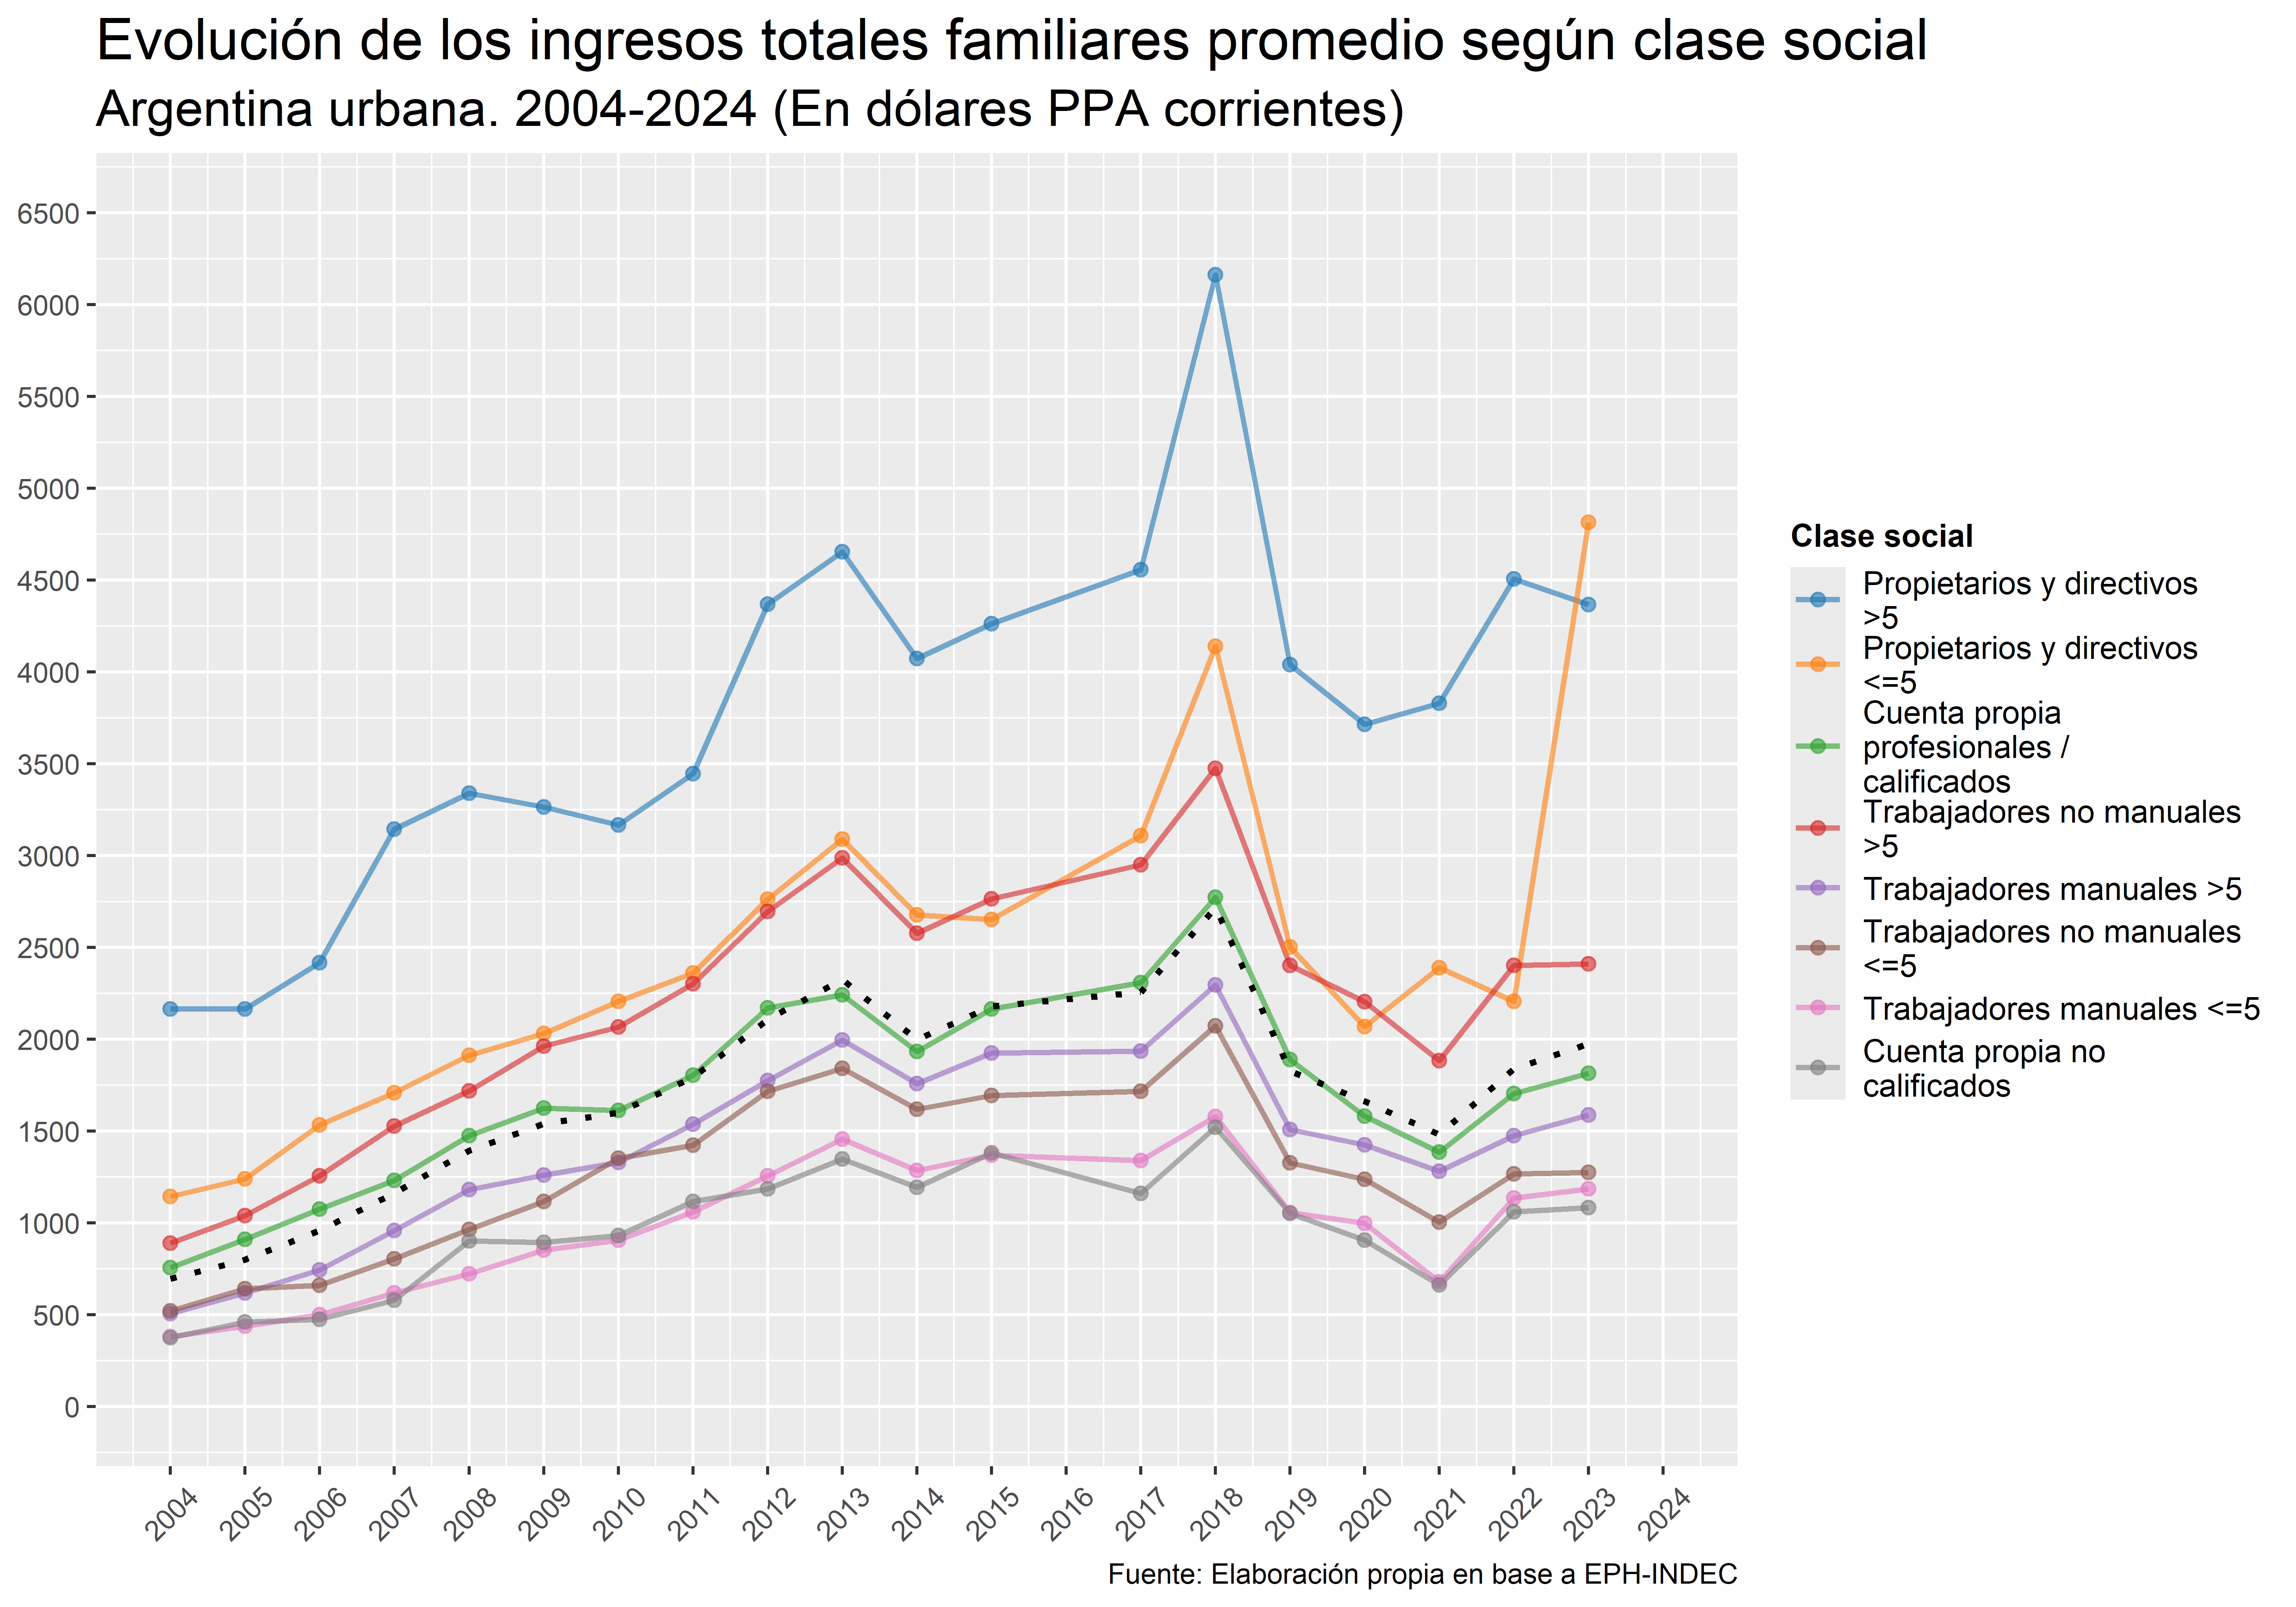 Evolución de los ingresos totales familiares promedio según clase social
Argentina urbana. 2004-2024 (En dólares PPA corrientes)
6500
6000
5500
5000
4500
4000
3500
3000
2500
2000
1500
1000
500
0
2004
2005
2006
2007
2008
2009
2010
2011
2012
2013
2014
2015
2016
2017
2018
2019
2020
2021
2022
2023
2024
Clase social
Propietarios y directivos
>5
Propietarios y directivos
<=5
Cuenta propia
profesionales /
calificados
Trabajadores no manuales
>5
Trabajadores manuales >5
Trabajadores no manuales
<=5
Trabajadores manuales <=5
Cuenta propia no
calificados
Fuente: Elaboración propia en base a EPH-INDEC